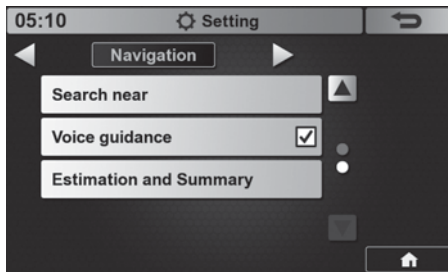 05:10 Setting
Navigation
Search near
Voice guidance
Estimation and Summary